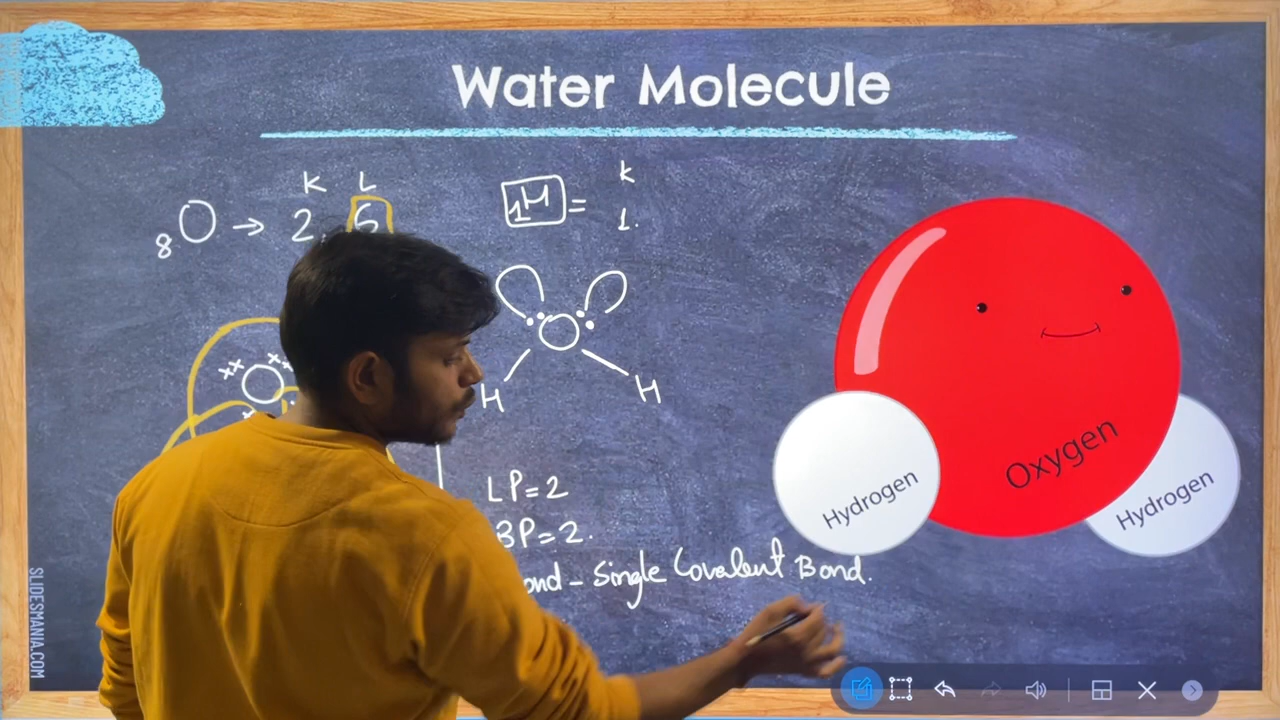 Water Molecule
K L
₈O → 2, 6
₁H =
K
1.
O
O
H H
LP=2
BP=2.
ond - Single Covalent Bond.
Oxygen
Hydrogen
Hydrogen
SLIDESMANIA.COM